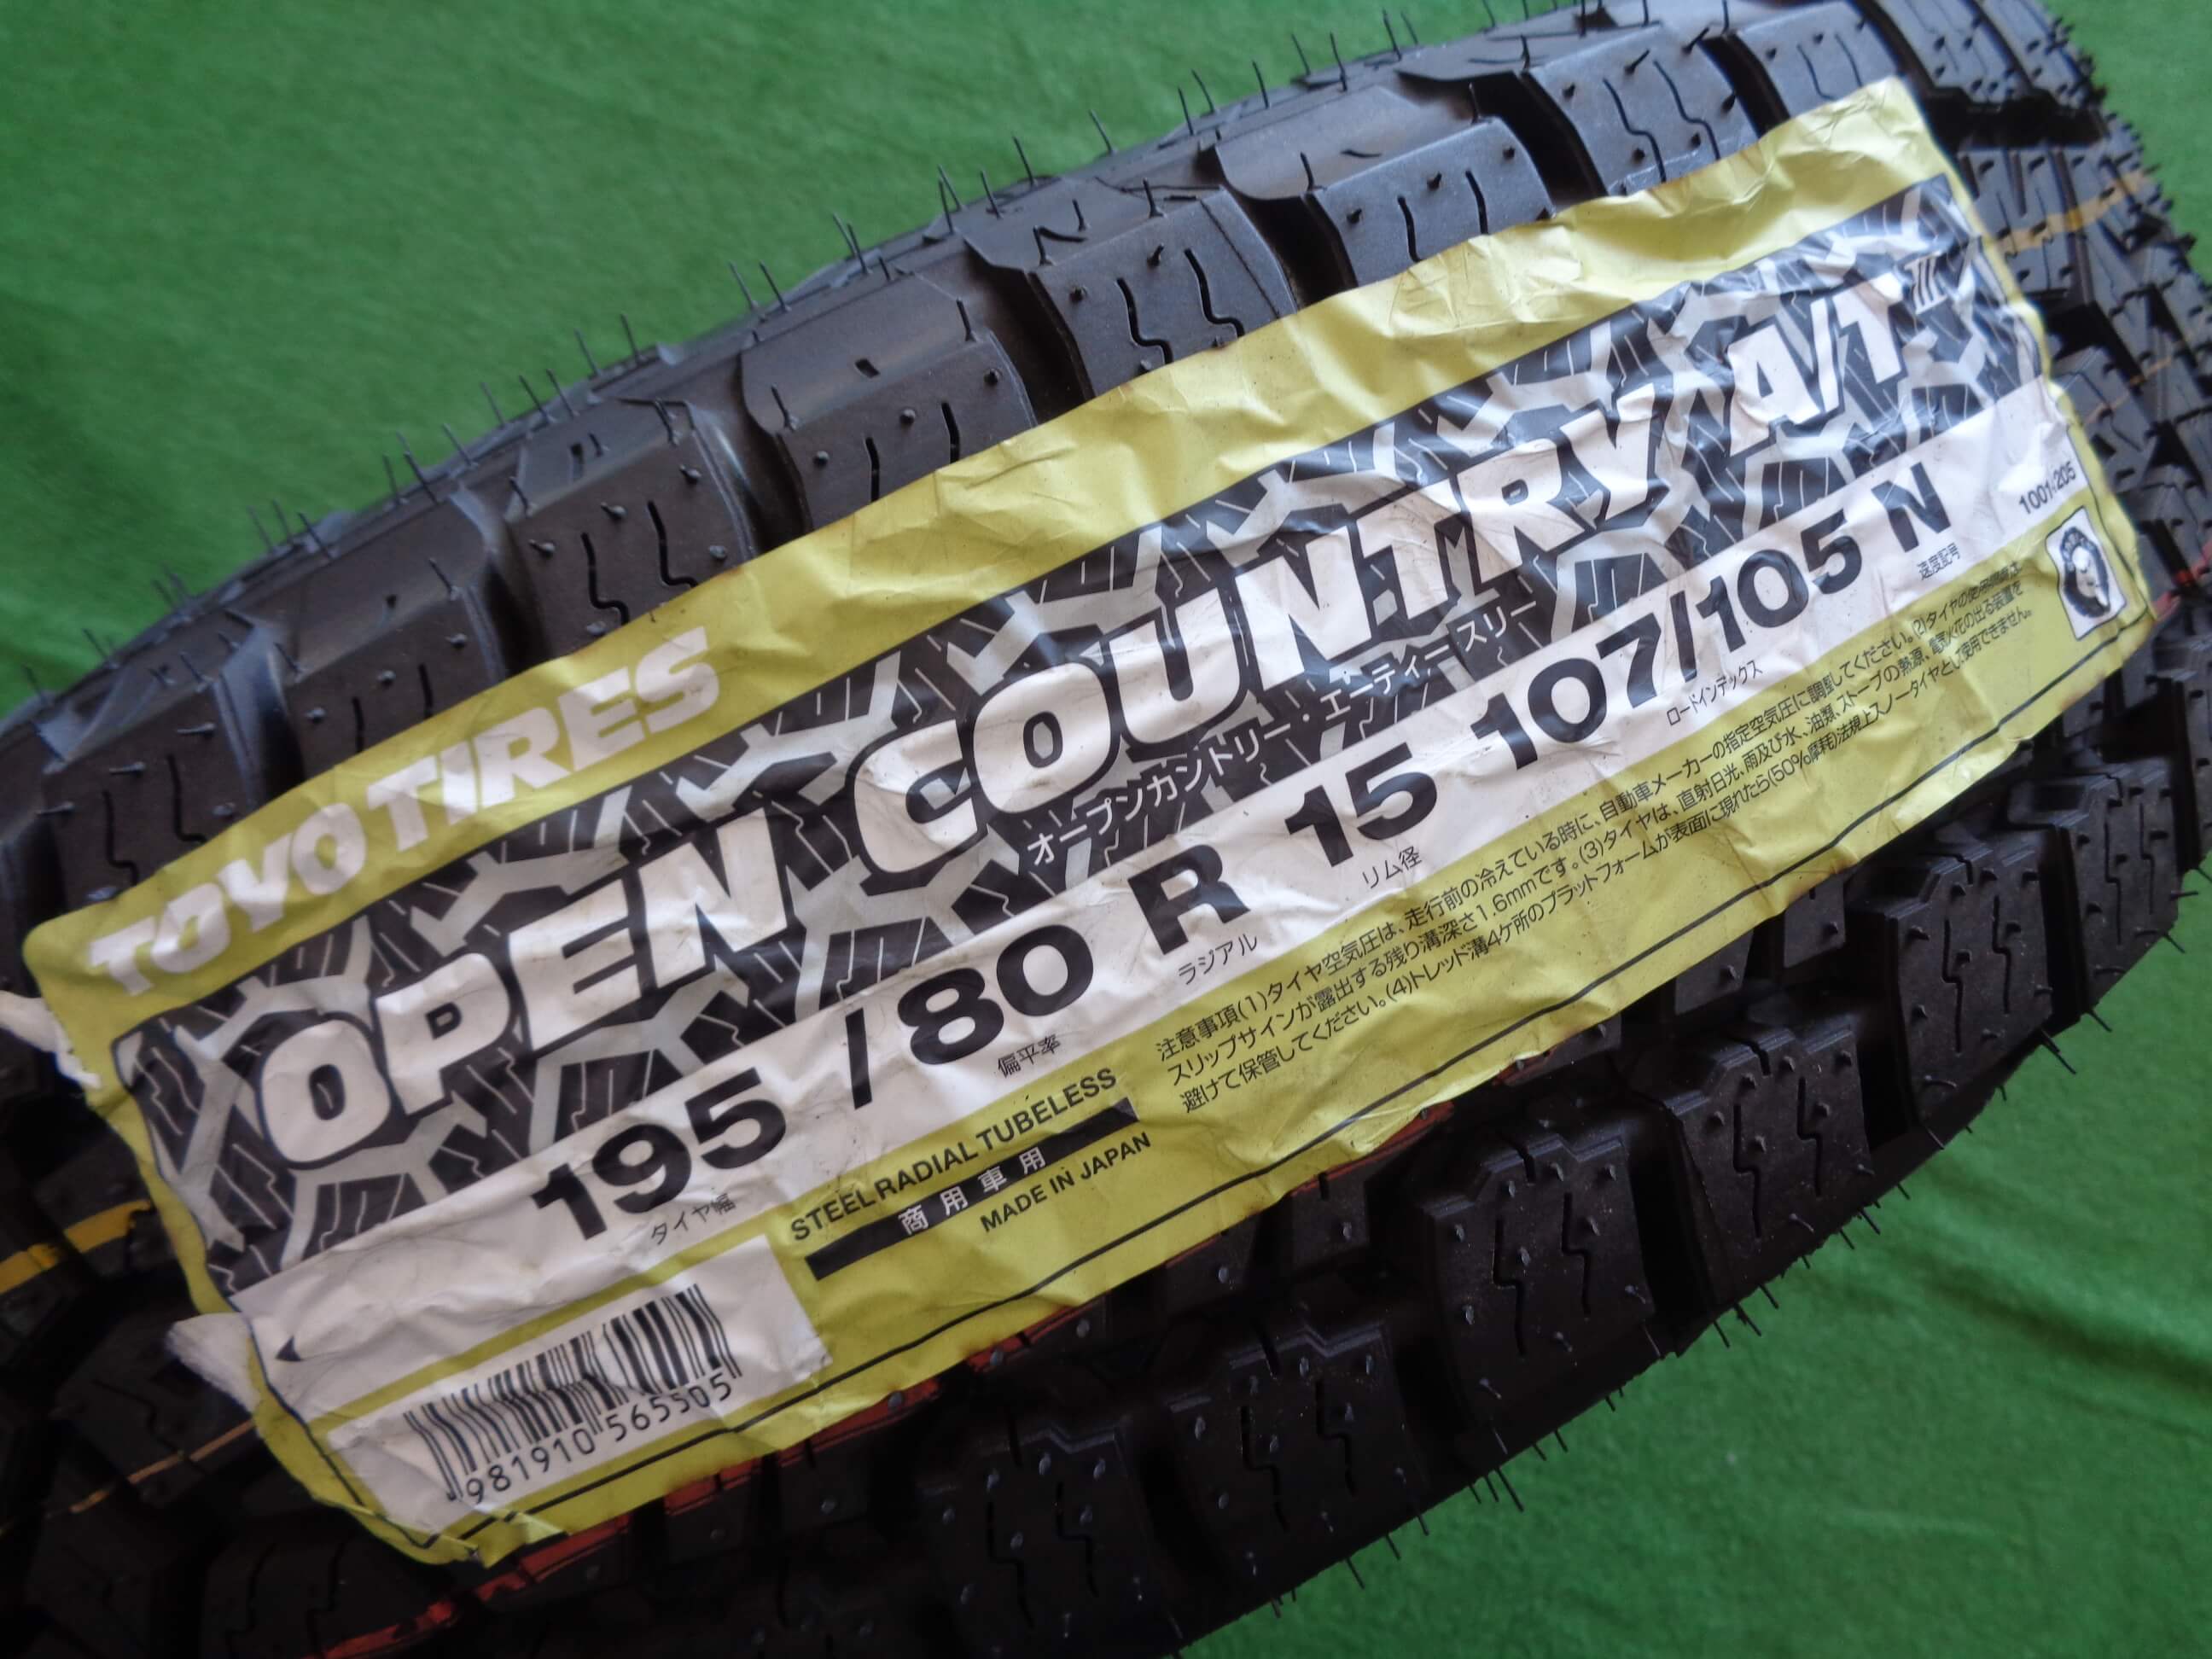 TOYO TIRES
OPEN COUNTRY A/T III
オープンカントリー・エーティースリー
195 / 80 R 15 107/105 N
タイヤ幅 偏平率 ラジアル リム径 ロードインデックス 速度記号
1001-205
STEEL RADIAL TUBELESS
商用車用
MADE IN JAPAN
注意事項(1)タイヤ空気圧は、走行前の冷えている時に、自動車メーカーの指定空気圧に調整してください。(2)タイヤの使用限度は、
スリップサインが露出する残り溝深さ1.6mmです。(3)タイヤは、直射日光、雨及び水、油類、ストーブの熱源、電気火花の出る装置を
避けて保管してください。(4)トレッド溝4ケ所のプラットフォームが表面に現れたら(50%摩耗)法規上スノータイヤとして使用できません。
981910 565505